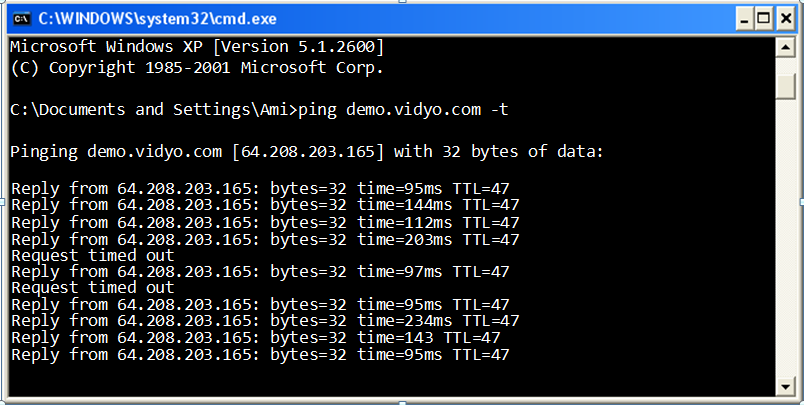 C:\WINDOWS\system32\cmd.exe
Microsoft Windows XP [Version 5.1.2600]
(C) Copyright 1985-2001 Microsoft Corp.
C:\Documents and Settings\Ami>ping demo.vidyo.com -t
Pinging demo.vidyo.com [64.208.203.165] with 32 bytes of data:
Reply from 64.208.203.165: bytes=32 time=95ms TTL=47
Reply from 64.208.203.165: bytes=32 time=144ms TTL=47
Reply from 64.208.203.165: bytes=32 time=112ms TTL=47
Reply from 64.208.203.165: bytes=32 time=203ms TTL=47
Request timed out
Reply from 64.208.203.165: bytes=32 time=97ms TTL=47
Request timed out
Reply from 64.208.203.165: bytes=32 time=95ms TTL=47
Reply from 64.208.203.165: bytes=32 time=234ms TTL=47
Reply from 64.208.203.165: bytes=32 time=143 TTL=47
Reply from 64.208.203.165: bytes=32 time=95ms TTL=47